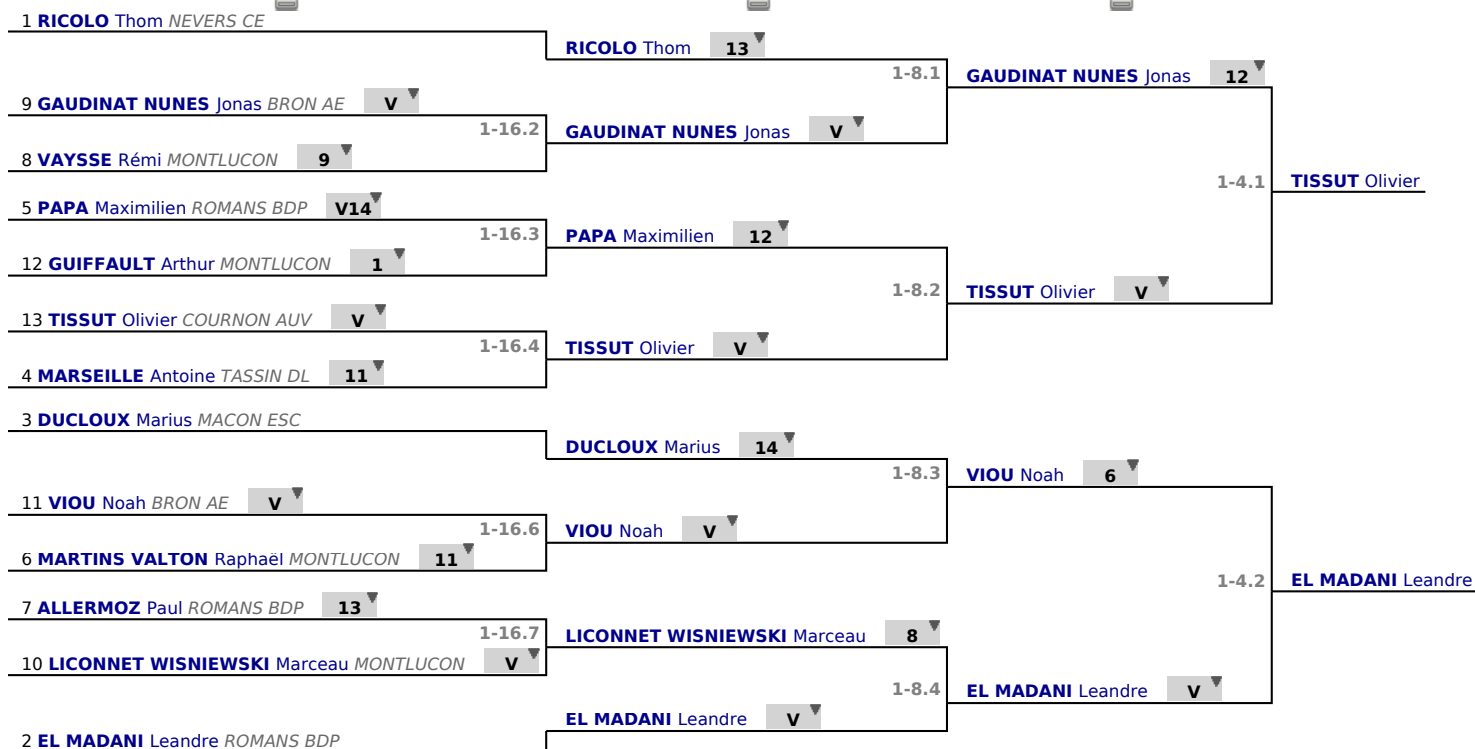 1 RICOLO Thom NEVERS CE
RICOLO Thom 13
1-8.1
GAUDINAT NUNES Jonas 12
9 GAUDINAT NUNES Jonas BRON AE V
1-16.2
GAUDINAT NUNES Jonas V
8 VAYSSE Rémi MONTLUCON 9
1-4.1
TISSUT Olivier
5 PAPA Maximilien ROMANS BDP V14
1-16.3
PAPA Maximilien 12
12 GUIFFAULT Arthur MONTLUCON 1
1-8.2
TISSUT Olivier V
13 TISSUT Olivier COURNON AUV V
1-16.4
TISSUT Olivier V
4 MARSEILLE Antoine TASSIN DL 11
3 DUCLOUX Marius MACON ESC
DUCLOUX Marius 14
1-8.3
VIOU Noah 6
11 VIOU Noah BRON AE V
1-16.6
VIOU Noah V
6 MARTINS VALTON Raphaël MONTLUCON 11
1-4.2
EL MADANI Leandre
7 ALLERMOZ Paul ROMANS BDP 13
1-16.7
LICONNET WISNIEWSKI Marceau 8
10 LICONNET WISNIEWSKI Marceau MONTLUCON V
1-8.4
EL MADANI Leandre V
EL MADANI Leandre V
2 EL MADANI Leandre ROMANS BDP